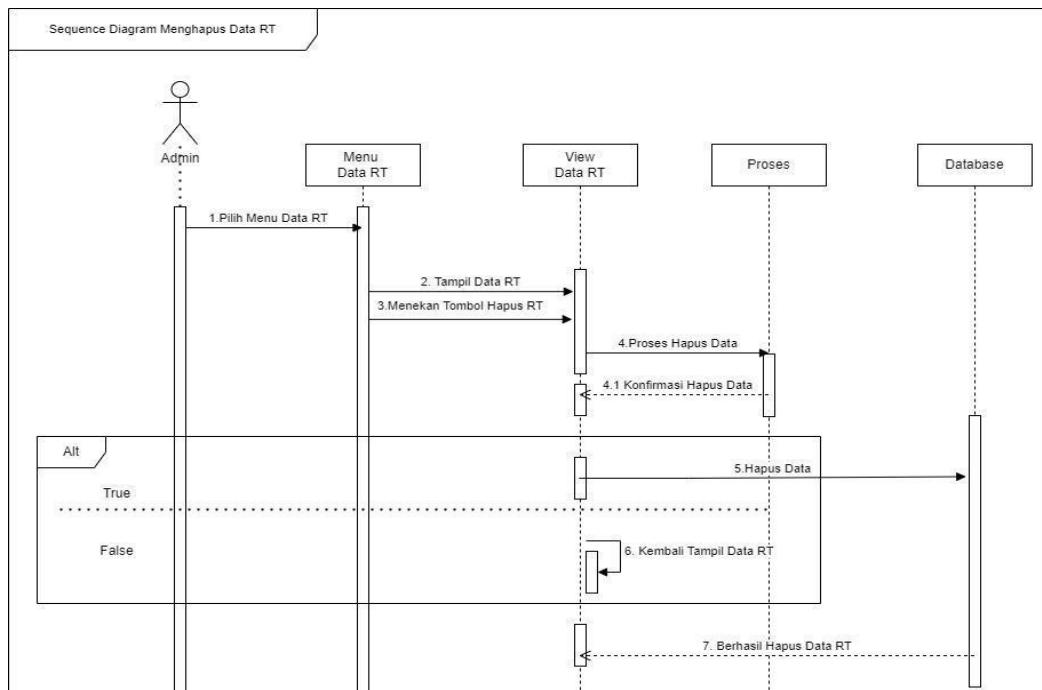 Sequence Diagram Menghapus Data RT
Admin
Menu
Data RT
View
Data RT
Proses
Database
1.Pilih Menu Data RT
2. Tampil Data RT
3.Menekan Tombol Hapus RT
4.Proses Hapus Data
4.1 Konfirmasi Hapus Data
Alt
5.Hapus Data
True
False
6. Kembali Tampil Data RT
7. Berhasil Hapus Data RT